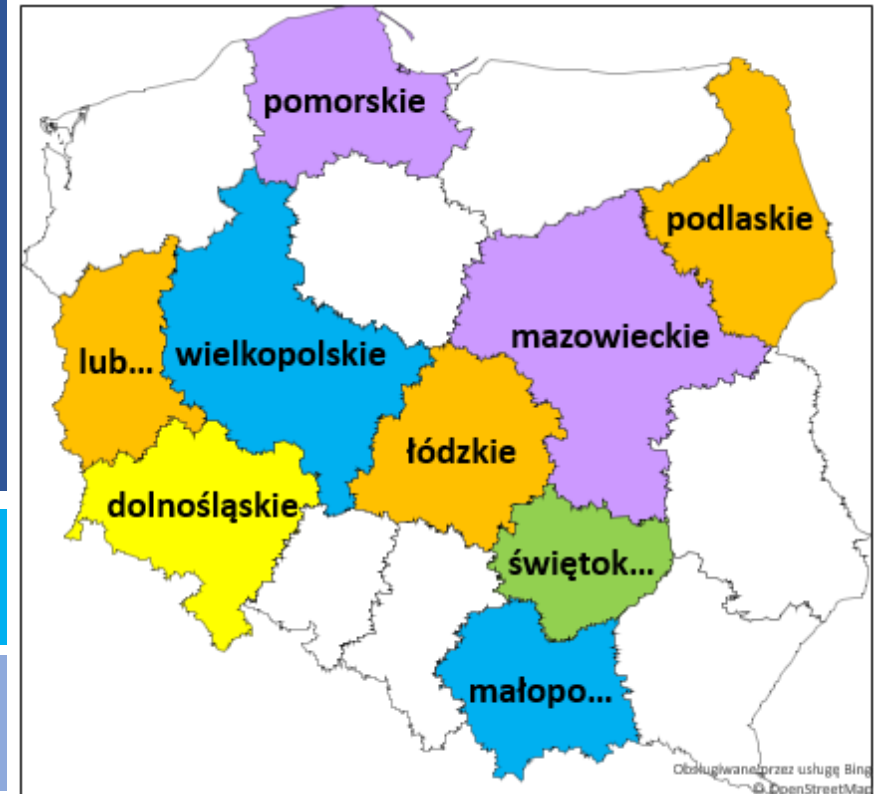 pomorskie
podlaskie
mazowieckie
lub...
wielkopolskie
łódzkie
dolnośląskie
świętok...
małopo...
Obsługiwane przez usługę Bing
© OpenStreetMap